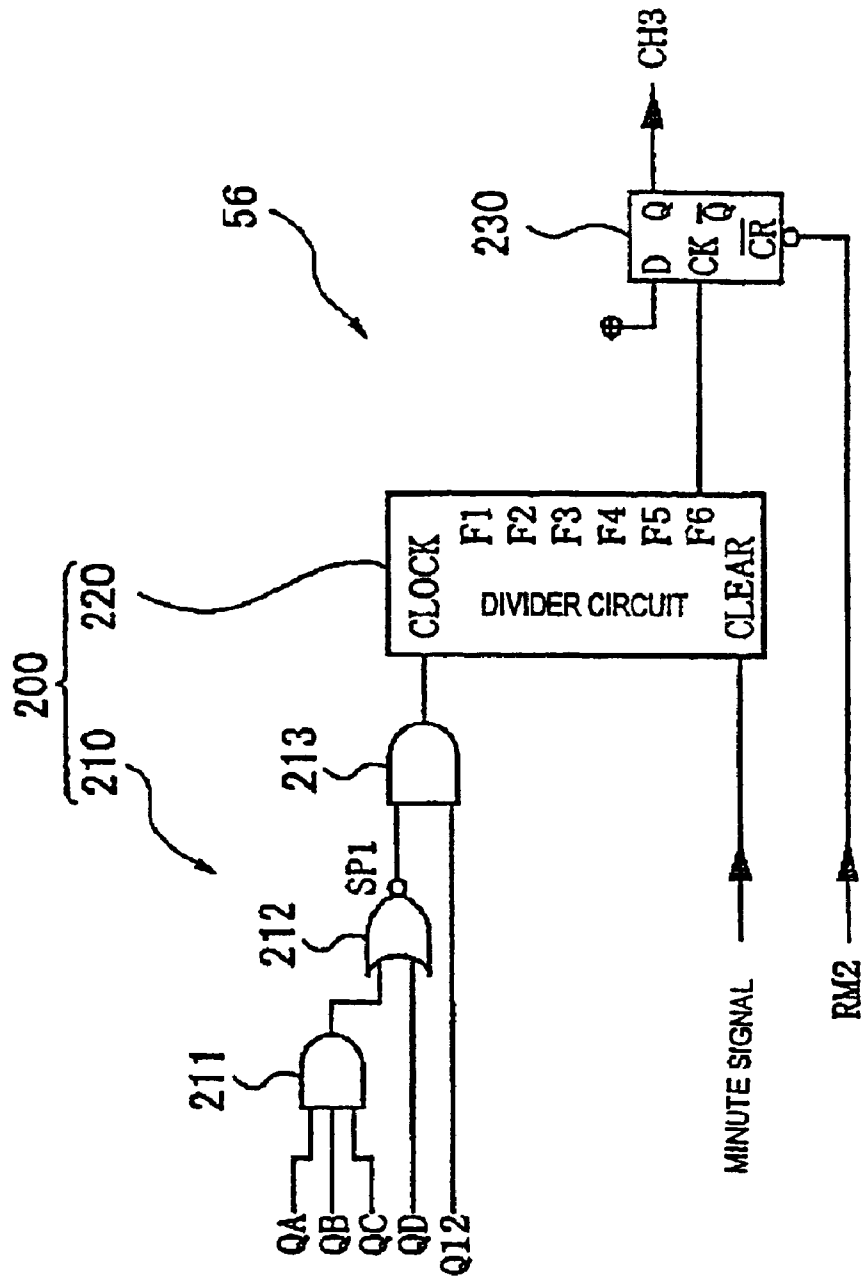 56
200
210
220
QA
QB
QC
QD
Q12
211
212
SP1
213
CLOCK
F1
F2
F3
F4
F5
F6
DIVIDER CIRCUIT
CLEAR
230
D
Q
CK
Q̅
C̅R̅
CH3
MINUTE SIGNAL
RM2